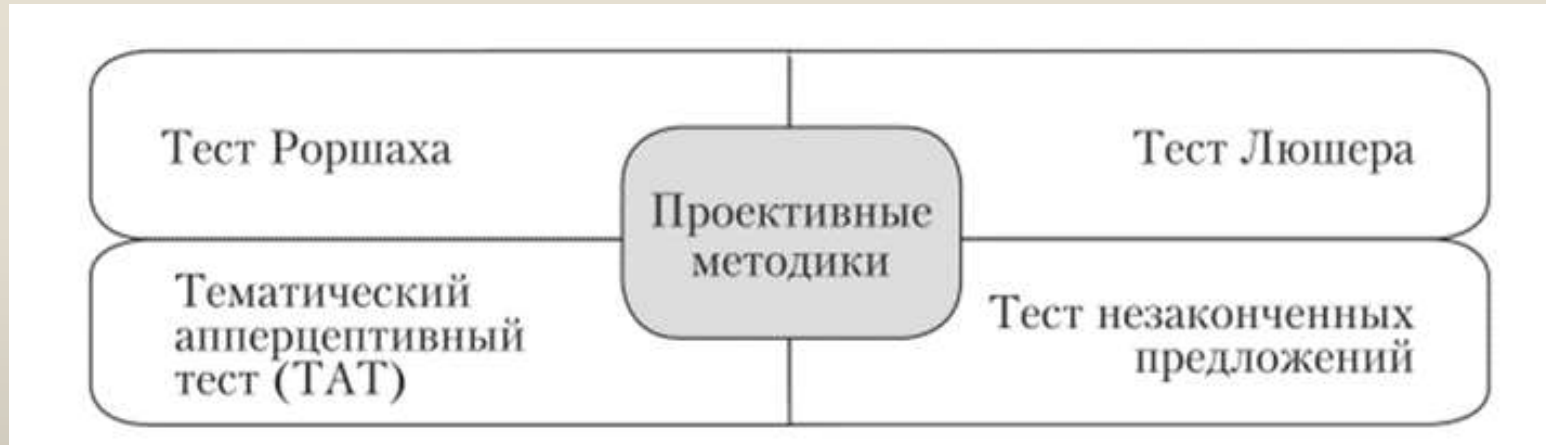 Тест Роршаха
Тест Люшера
Проективные
методики
Тематический
апперцептивный
тест (ТАТ)
Тест незаконченных
предложений